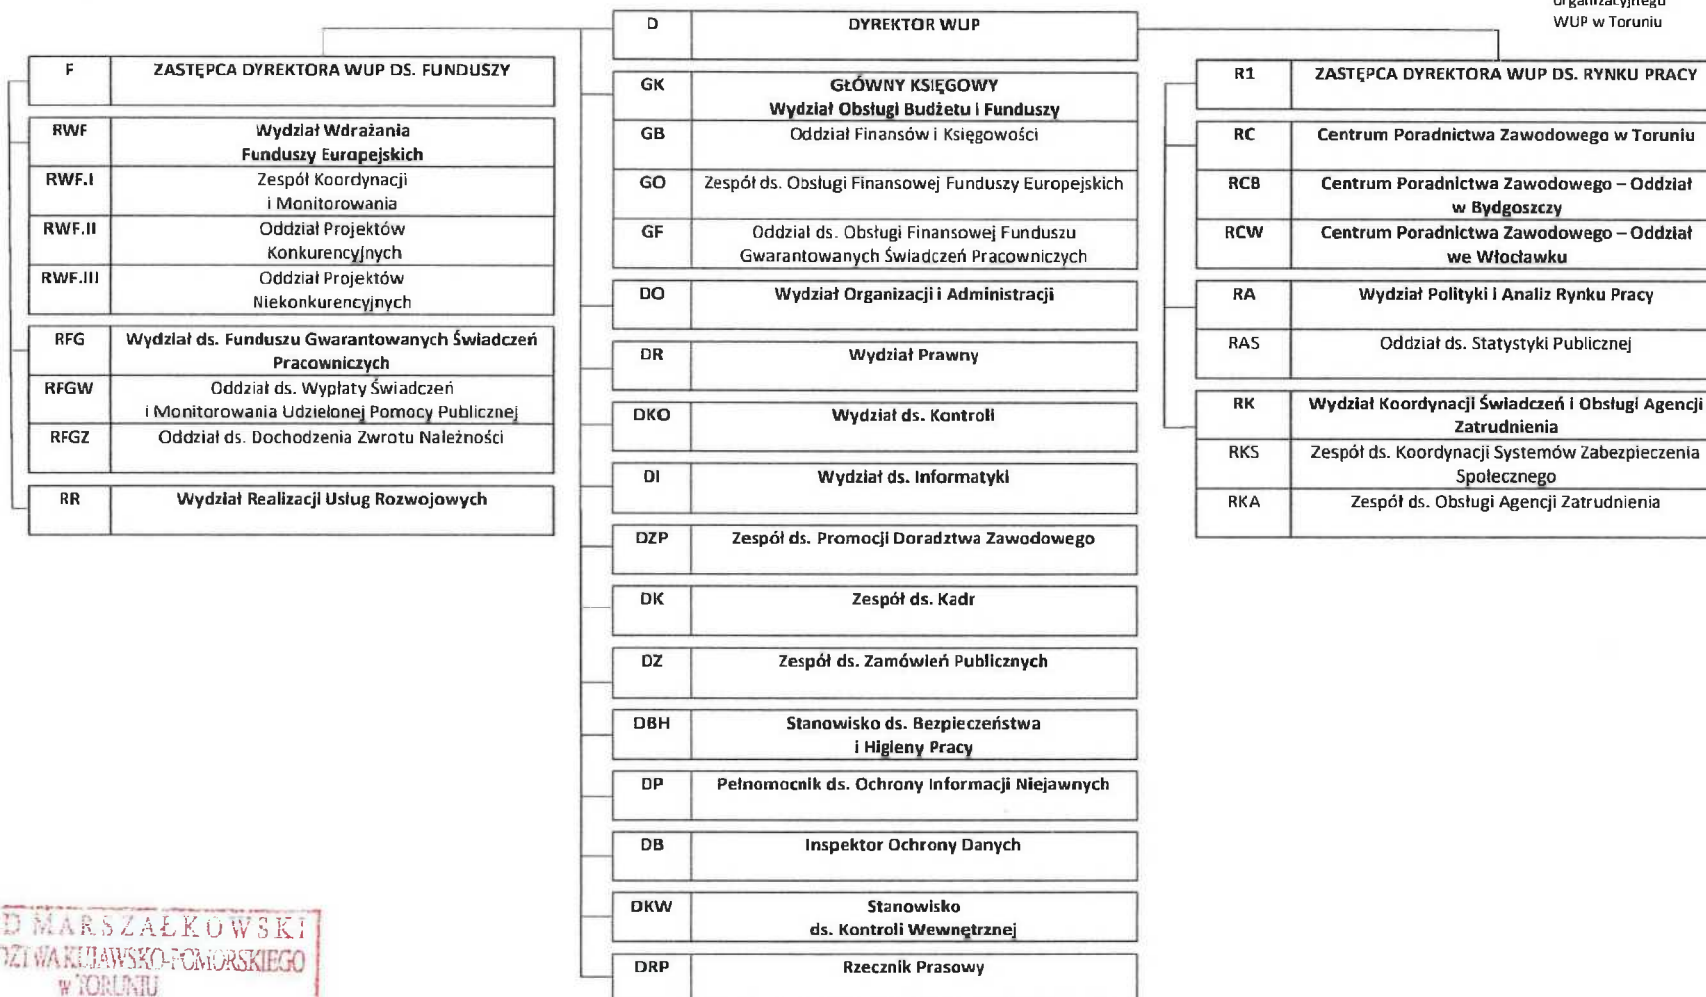 organizacyjnego
WUP w Toruniu
D DYREKTOR WUP
F ZASTĘPCA DYREKTORA WUP DS. FUNDUSZY
RWF Wydział Wdrażania
Funduszy Europejskich
RWF.I Zespół Koordynacji
i Monitorowania
RWF.II Oddział Projektów
Konkurencyjnych
RWF.III Oddział Projektów
Niekonkurencyjnych
RFG Wydział ds. Funduszu Gwarantowanych Świadczeń
Pracowniczych
RFGW Oddział ds. Wypłaty Świadczeń
i Monitorowania Udzielonej Pomocy Publicznej
RFGZ Oddział ds. Dochodzenia Zwrotu Należności
RR Wydział Realizacji Usług Rozwojowych
GK GŁÓWNY KSIĘGOWY
Wydział Obsługi Budżetu i Funduszy
GB Oddział Finansów i Księgowości
GO Zespół ds. Obsługi Finansowej Funduszy Europejskich
GF Oddział ds. Obsługi Finansowej Funduszu
Gwarantowanych Świadczeń Pracowniczych
DO Wydział Organizacji i Administracji
DR Wydział Prawny
DKO Wydział ds. Kontroli
DI Wydział ds. Informatyki
DZP Zespół ds. Promocji Doradztwa Zawodowego
DK Zespół ds. Kadr
DZ Zespół ds. Zamówień Publicznych
DBH Stanowisko ds. Bezpieczeństwa
i Higieny Pracy
DP Pełnomocnik ds. Ochrony Informacji Niejawnych
DB Inspektor Ochrony Danych
DKW Stanowisko
ds. Kontroli Wewnętrznej
DRP Rzecznik Prasowy
R1 ZASTĘPCA DYREKTORA WUP DS. RYNKU PRACY
RC Centrum Poradnictwa Zawodowego w Toruniu
RCB Centrum Poradnictwa Zawodowego – Oddział
w Bydgoszczy
RCW Centrum Poradnictwa Zawodowego – Oddział
we Włocławku
RA Wydział Polityki i Analiz Rynku Pracy
RAS Oddział ds. Statystyki Publicznej
RK Wydział Koordynacji Świadczeń i Obsługi Agencji
Zatrudnienia
RKS Zespół ds. Koordynacji Systemów Zabezpieczenia
Społecznego
RKA Zespół ds. Obsługi Agencji Zatrudnienia
D MARSZAŁKOWSKI
DZTWA KUJAWSKO-POMORSKIEGO
w TORUNIU